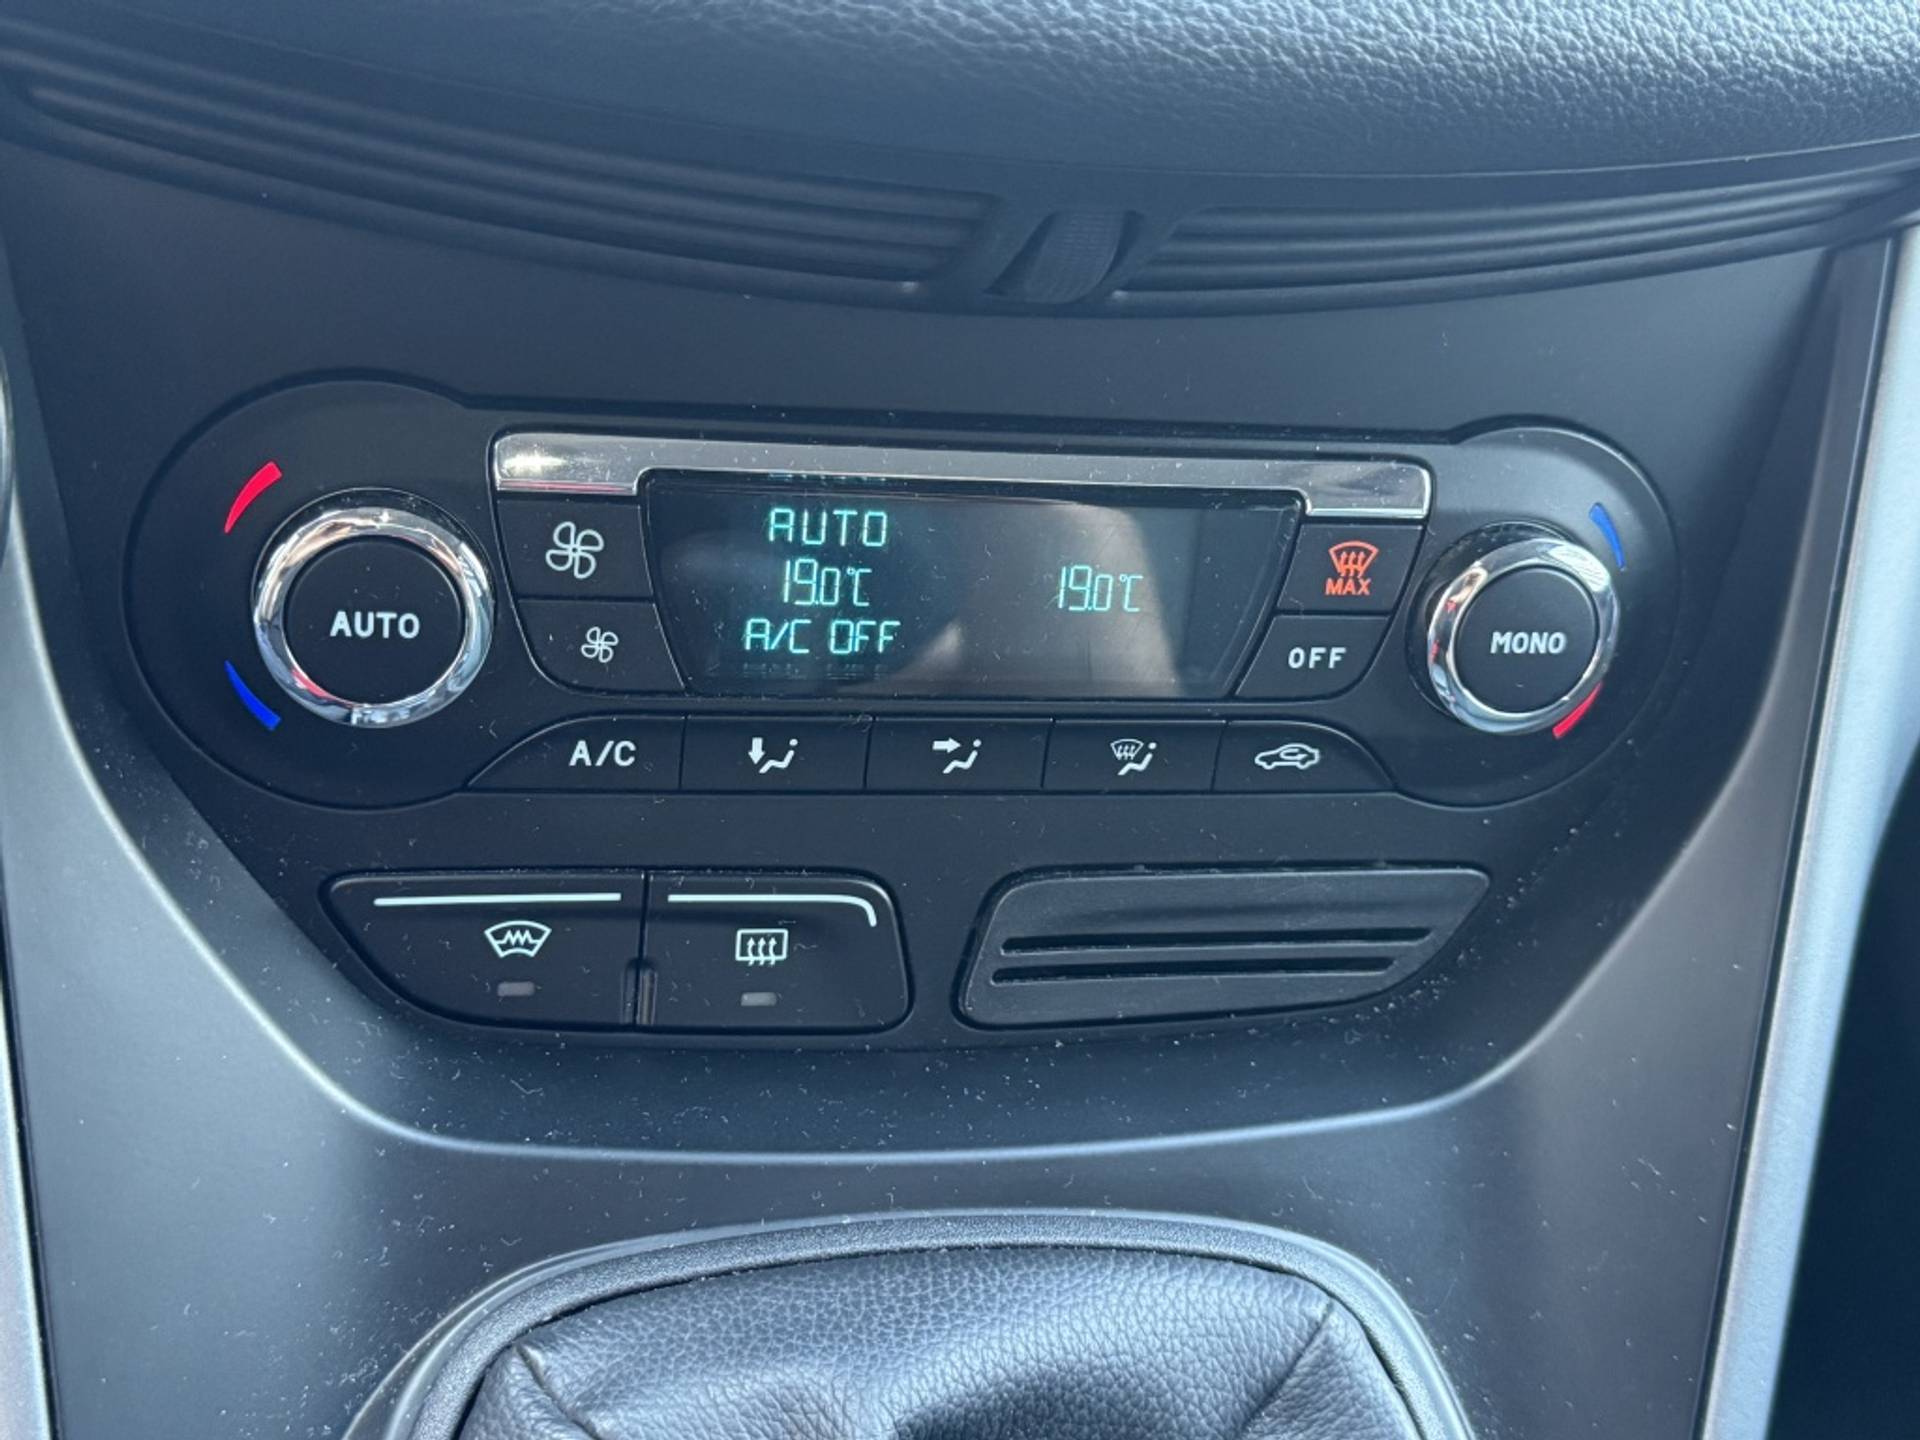 AUTO
19.0°C 19.0°C
A/C OFF
MAX
AUTO
OFF
MONO
A/C